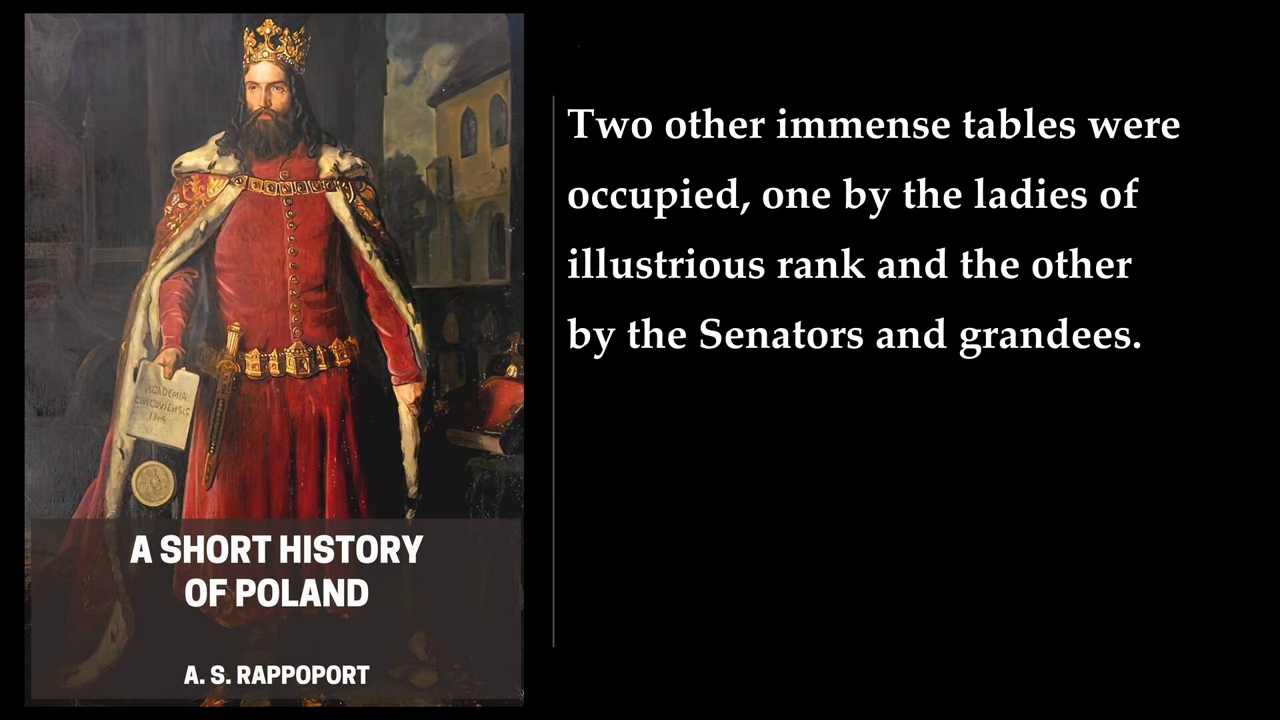 Two other immense tables were
occupied, one by the ladies of
illustrious rank and the other
by the Senators and grandees.
ACADEMIA
A SHORT HISTORY
OF POLAND
A. S. RAPPOPORT